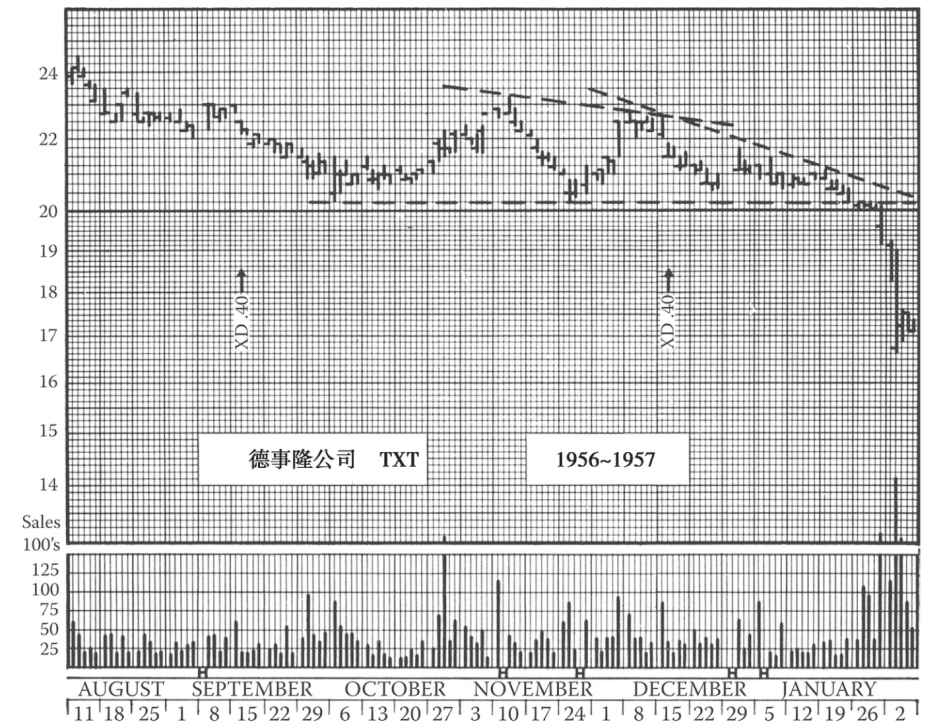 24
22
20
19
18
17
16
15
14
XD .40
XD .40
德事隆公司 TXT
1956~1957
Sales
100's
125
100
75
50
25
H H H H H
AUGUST SEPTEMBER OCTOBER NOVEMBER DECEMBER JANUARY
11 18 25 1 8 15 22 29 6 13 20 27 3 10 17 24 1 8 15 22 29 5 12 19 26 2